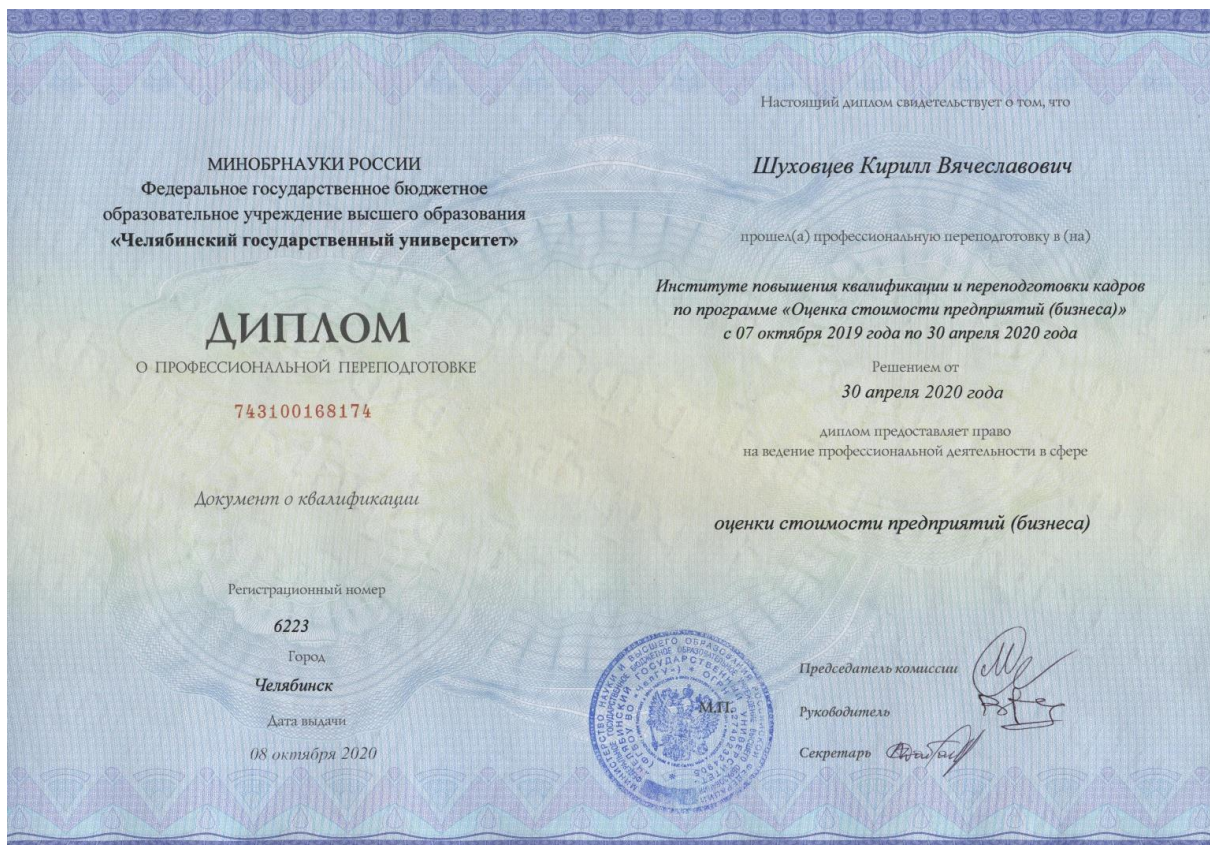 МИНОБРНАУКИ РОССИИ
Федеральное государственное бюджетное
образовательное учреждение высшего образования
«Челябинский государственный университет»
ДИПЛОМ
О ПРОФЕССИОНАЛЬНОЙ ПЕРЕПОДГОТОВКЕ
743100168174
Документ о квалификации
Регистрационный номер
6223
Город
Челябинск
Дата выдачи
08 октября 2020
Настоящий диплом свидетельствует о том, что
Шуховцев Кирилл Вячеславович
прошел(а) профессиональную переподготовку в (на)
Институте повышения квалификации и переподготовки кадров
по программе «Оценка стоимости предприятий (бизнеса)»
с 07 октября 2019 года по 30 апреля 2020 года
Решением от
30 апреля 2020 года
диплом предоставляет право
на ведение профессиональной деятельности в сфере
оценки стоимости предприятий (бизнеса)
М.П.
Председатель комиссии
Руководитель
Секретарь